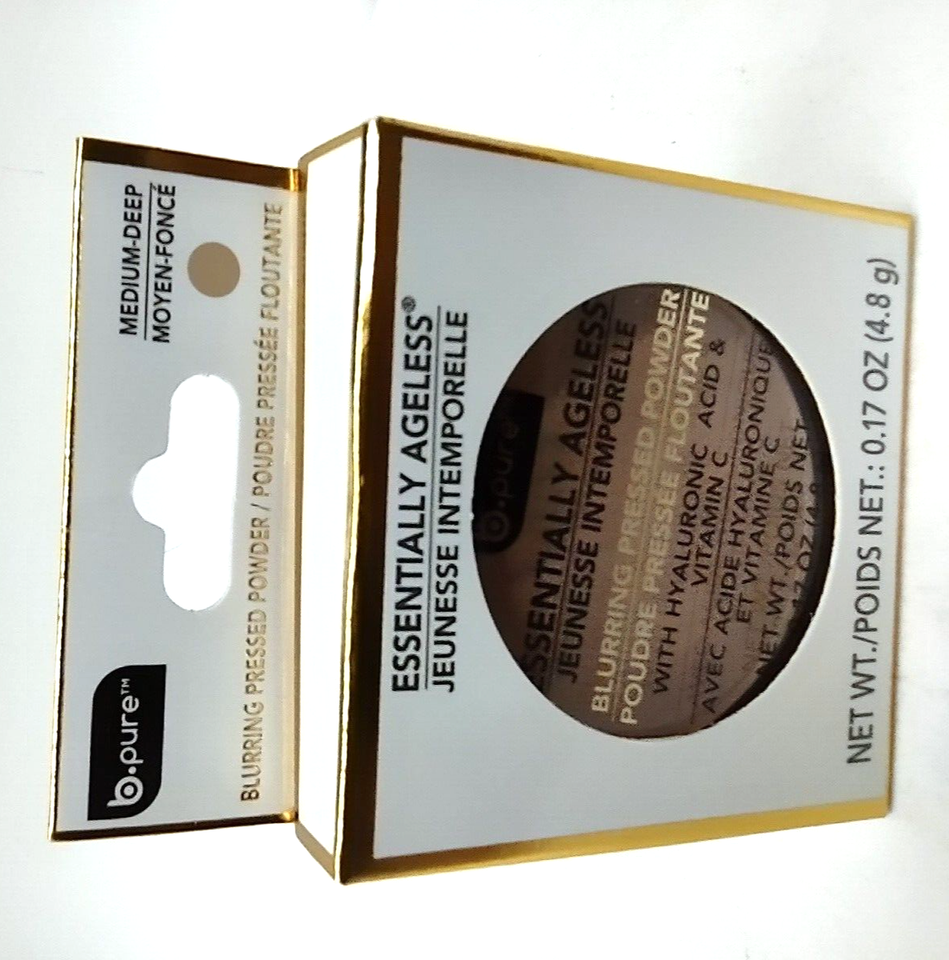 b.pure™
MEDIUM-DEEP
MOYEN-FONCÉ
BLURRING PRESSED POWDER / POUDRE PRESSÉE FLOUTANTE
ESSENTIALLY AGELESS®
JEUNESSE INTEMPORELLE
b.pure
ESSENTIALLY AGELESS
JEUNESSE INTEMPORELLE
BLURRING PRESSED POWDER
POUDRE PRESSÉE FLOUTANTE
WITH HYALURONIC ACID &
VITAMIN C
AVEC ACIDE HYALURONIQUE
ET VITAMINE C
NET WT./POIDS NET
NET WT./POIDS NET.: 0.17 OZ (4.8 g)